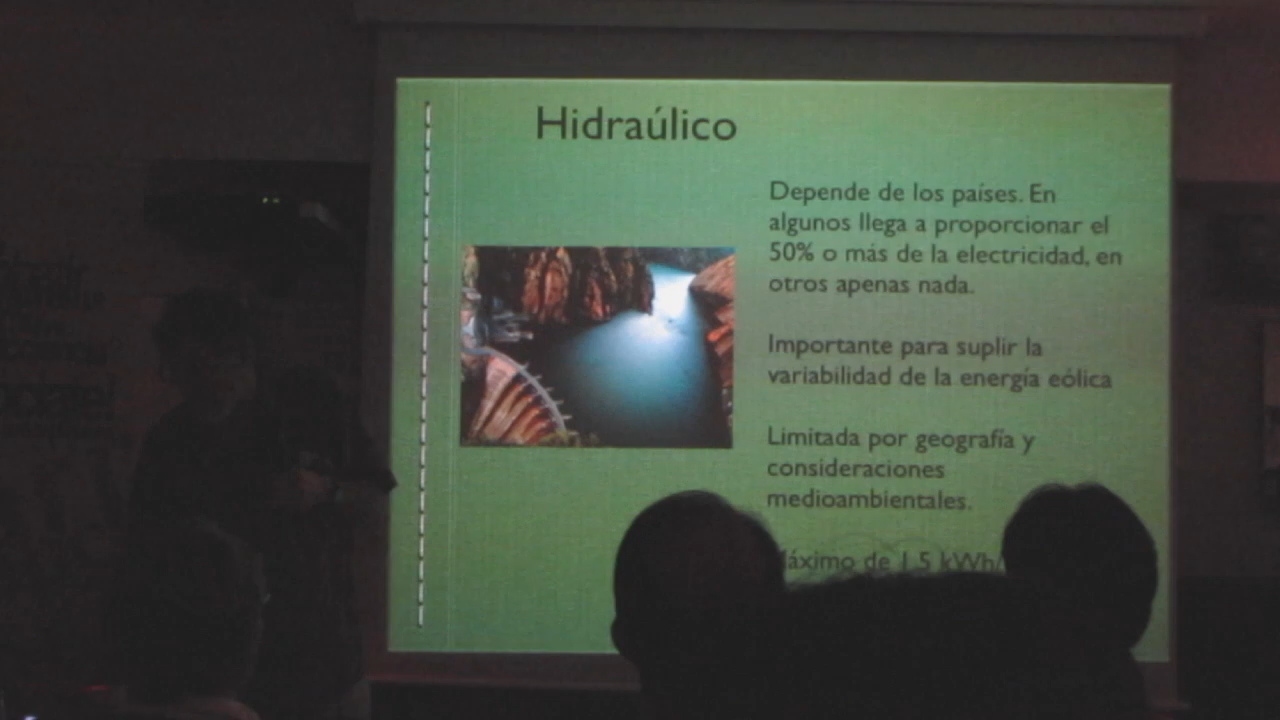 Hidraúlico
Depende de los países. En
algunos llega a proporcionar el
50% o más de la electricidad, en
otros apenas nada.
Importante para suplir la
variabilidad de la energía eólica
Limitada por geografía y
consideraciones
medioambientales.
de 1.5 kWh/